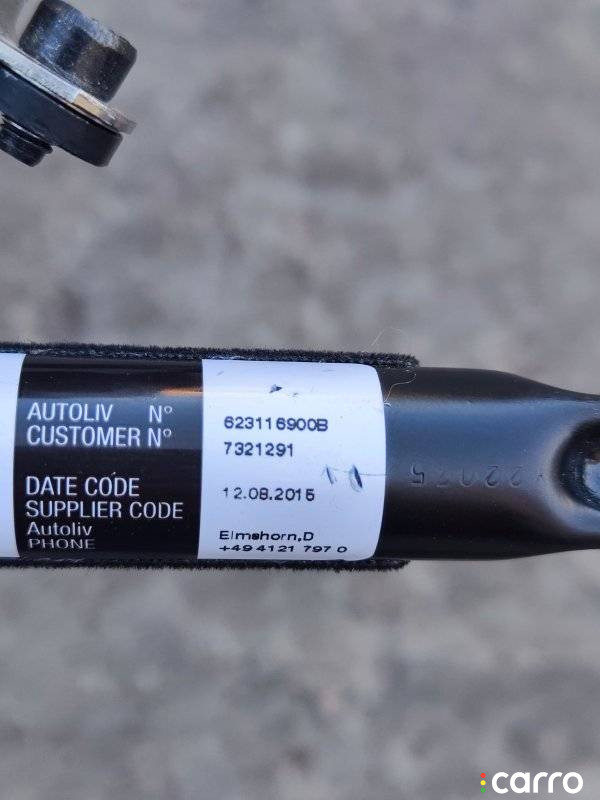 AUTOLIV N° 623116900B
CUSTOMER N° 7321291
DATE CODE 12.08.2015
SUPPLIER CODE
Autoliv Elmshorn,D
PHONE +49 4121 797 0
carro